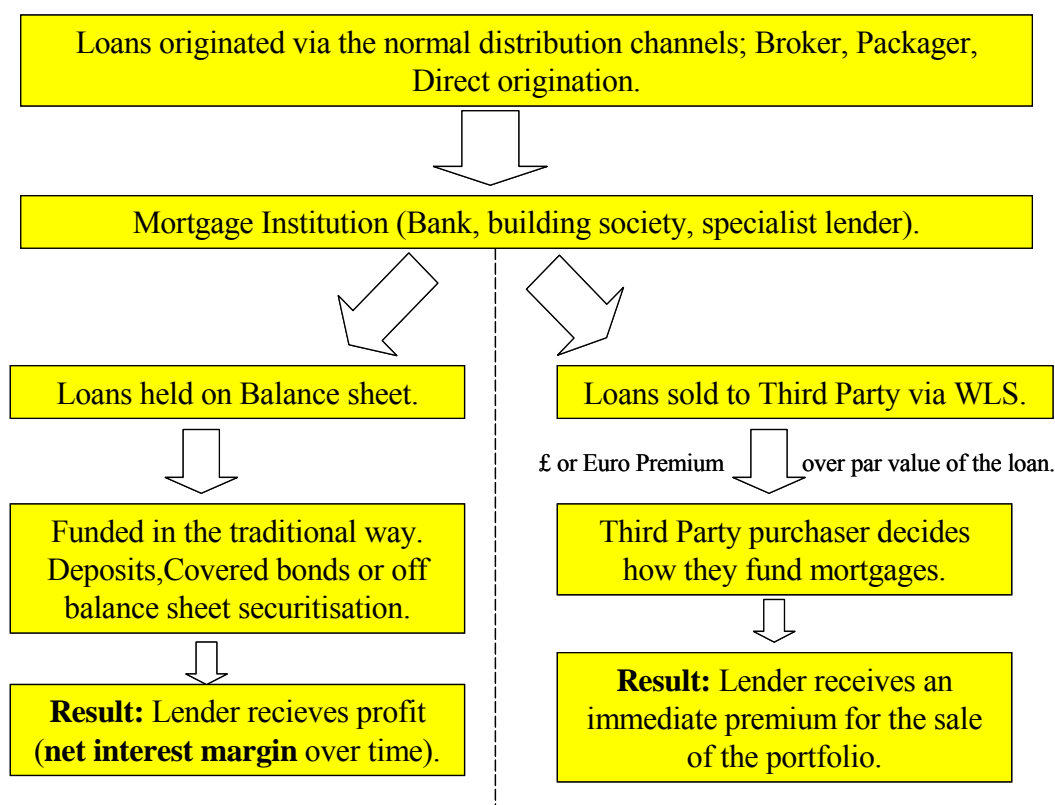 Loans originated via the normal distribution channels; Broker, Packager,
Direct origination.
Mortgage Institution (Bank, building society, specialist lender).
Loans held on Balance sheet.
Funded in the traditional way.
Deposits,Covered bonds or off
balance sheet securitisation.
Result: Lender recieves profit
(net interest margin over time).
Loans sold to Third Party via WLS.
£ or Euro Premium over par value of the loan.
Third Party purchaser decides
how they fund mortgages.
Result: Lender receives an
immediate premium for the sale
of the portfolio.